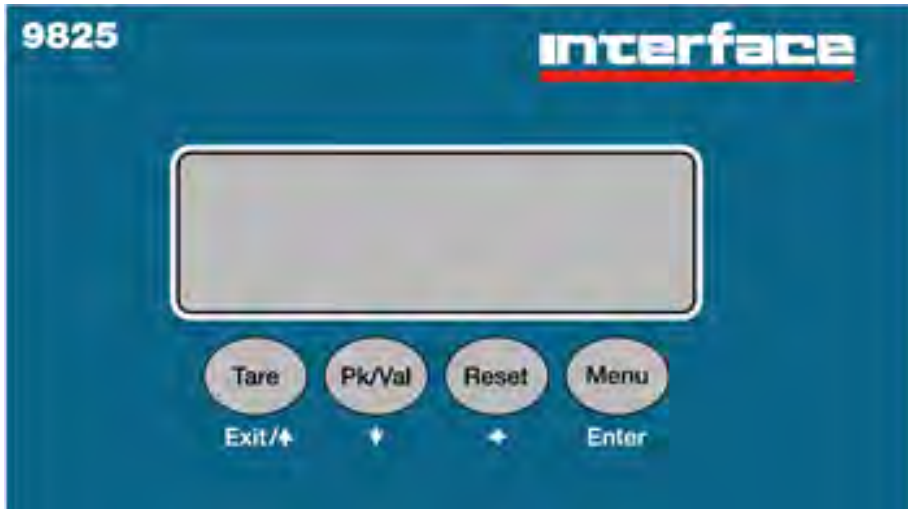 9825
Interface
Tare Pk/Val Reset Menu
Exit/↑ ↓ → Enter